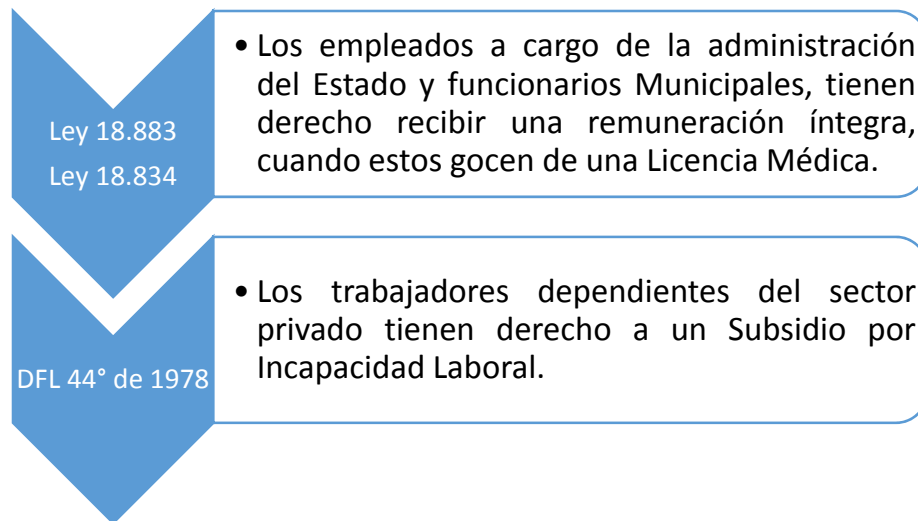 Ley 18.883
Ley 18.834
• Los empleados a cargo de la administración
del Estado y funcionarios Municipales, tienen
derecho recibir una remuneración íntegra,
cuando estos gocen de una Licencia Médica.
DFL 44° de 1978
• Los trabajadores dependientes del sector
privado tienen derecho a un Subsidio por
Incapacidad Laboral.